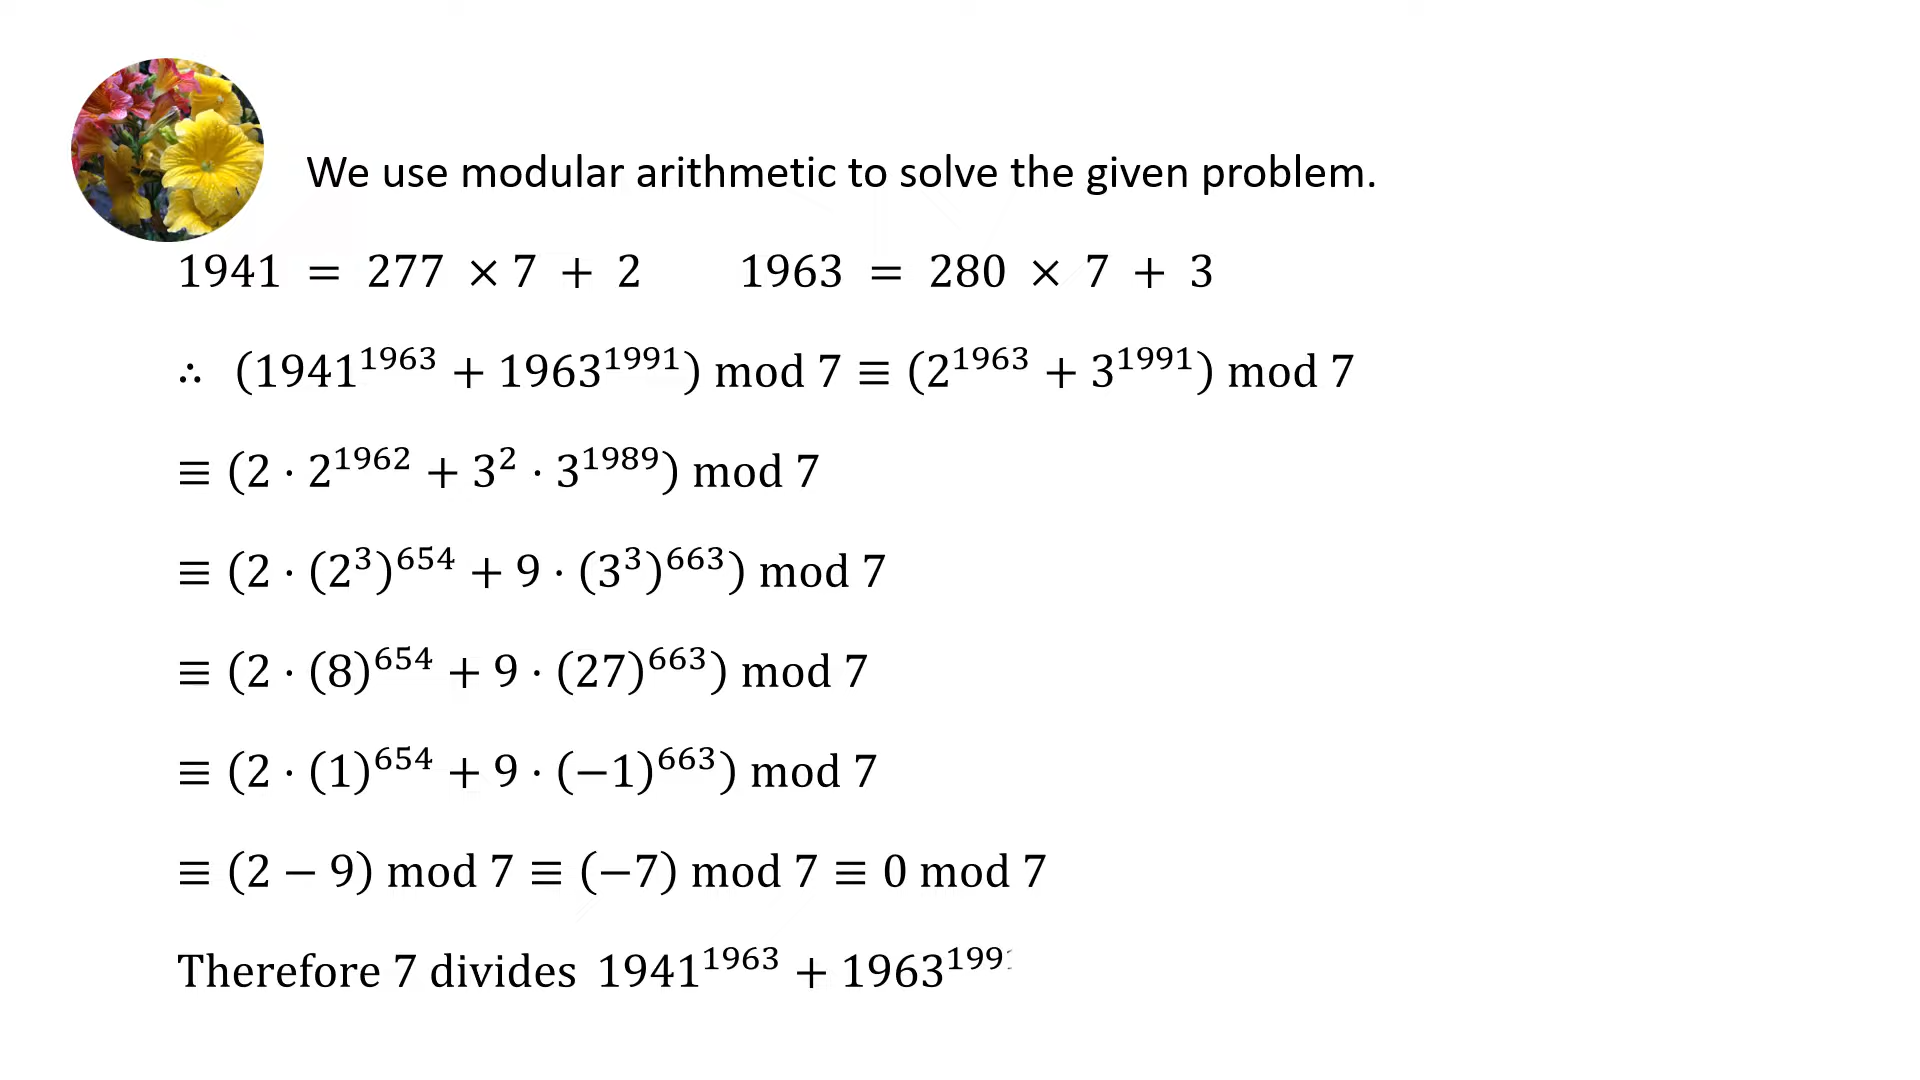 We use modular arithmetic to solve the given problem.
1941 = 277 × 7 + 2 1963 = 280 × 7 + 3
∴ (1941^1963 + 1963^1991) mod 7 ≡ (2^1963 + 3^1991) mod 7
≡ (2 · 2^1962 + 3^2 · 3^1989) mod 7
≡ (2 · (2^3)^654 + 9 · (3^3)^663) mod 7
≡ (2 · (8)^654 + 9 · (27)^663) mod 7
≡ (2 · (1)^654 + 9 · (−1)^663) mod 7
≡ (2 − 9) mod 7 ≡ (−7) mod 7 ≡ 0 mod 7
Therefore 7 divides 1941^1963 + 1963^199